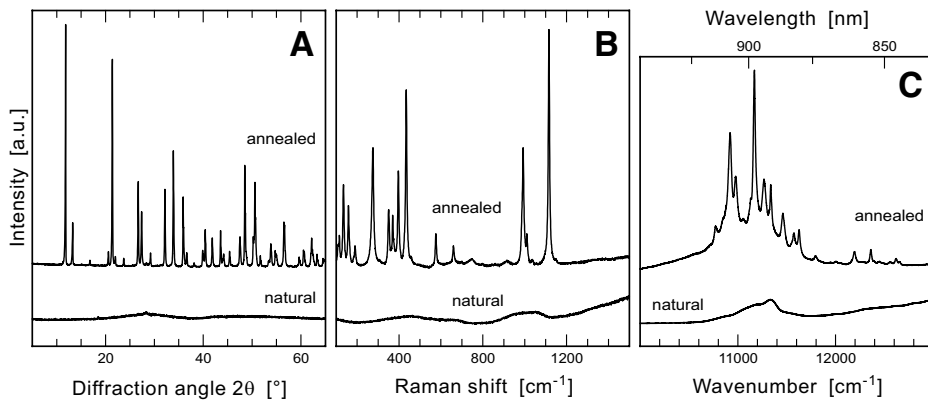 Wavelength [nm]
900
850
A
B
C
annealed
annealed
annealed
natural
natural
natural
Intensity [a.u.]
20
40
60
400
800
1200
11000
12000
Diffraction angle 2θ [°]
Raman shift [cm⁻¹]
Wavenumber [cm⁻¹]